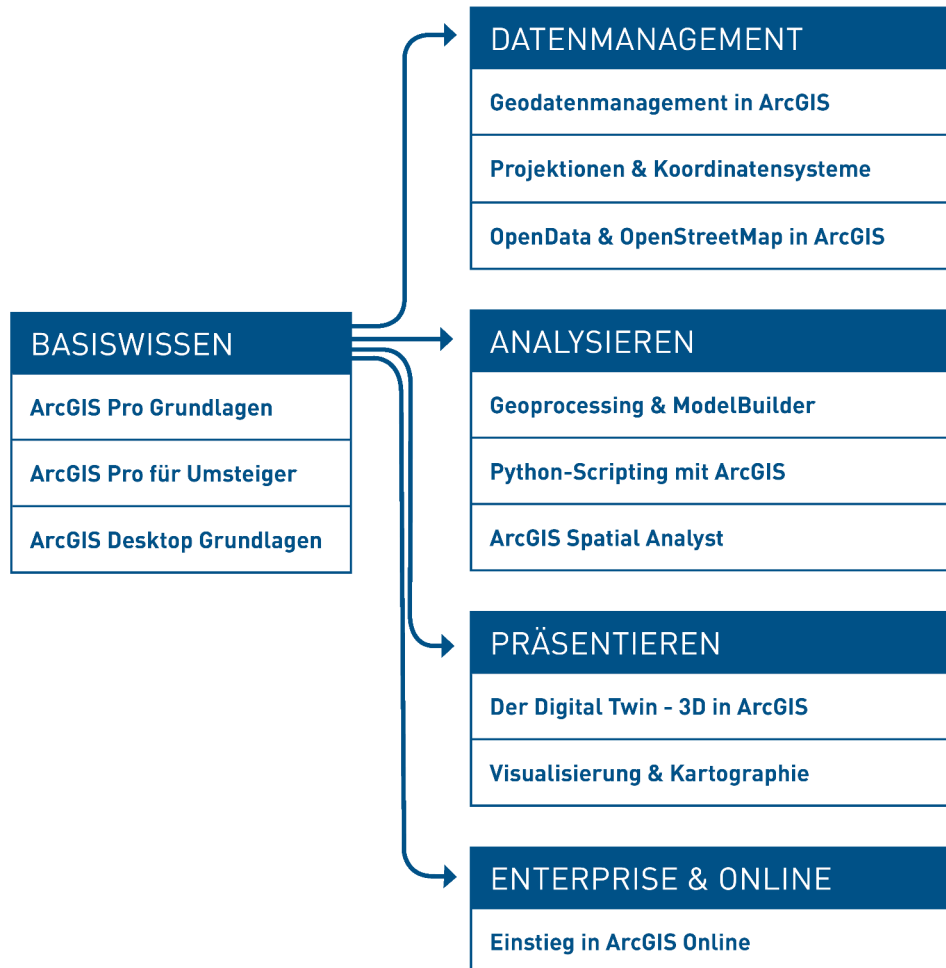 BASISWISSEN
ArcGIS Pro Grundlagen
ArcGIS Pro für Umsteiger
ArcGIS Desktop Grundlagen
DATENMANAGEMENT
Geodatenmanagement in ArcGIS
Projektionen & Koordinatensysteme
OpenData & OpenStreetMap in ArcGIS
ANALYSIEREN
Geoprocessing & ModelBuilder
Python-Scripting mit ArcGIS
ArcGIS Spatial Analyst
PRÄSENTIEREN
Der Digital Twin - 3D in ArcGIS
Visualisierung & Kartographie
ENTERPRISE & ONLINE
Einstieg in ArcGIS Online